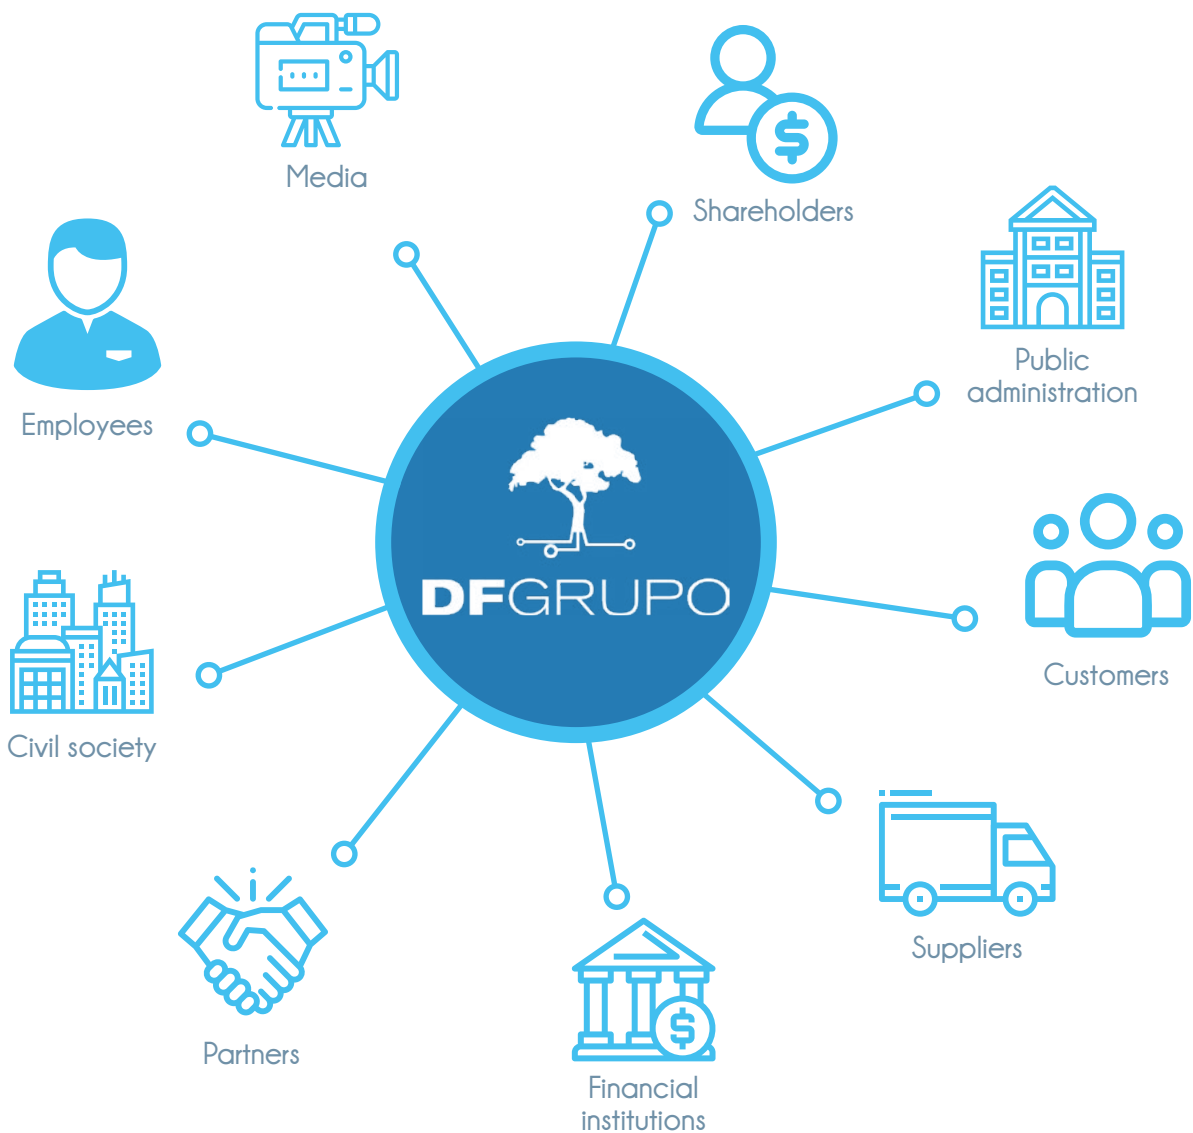 Media
Shareholders
Public
administration
Employees
DFGRUPO
Customers
Civil society
Suppliers
Partners
Financial
institutions